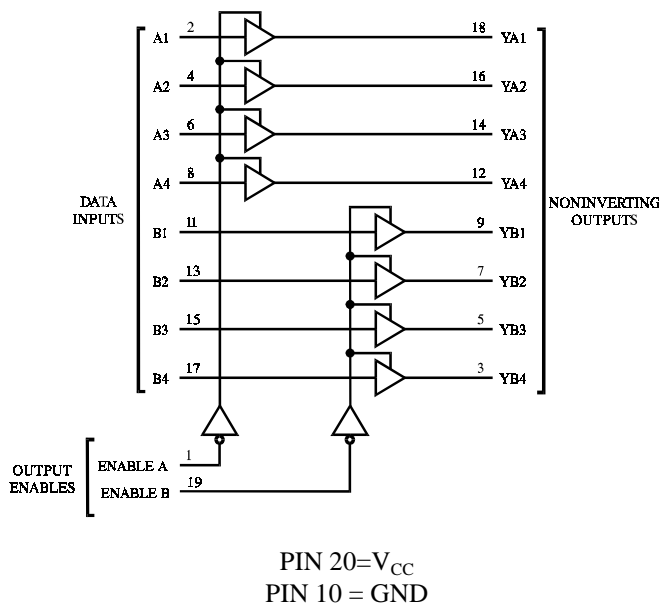 A1 2 18 YA1
A2 4 16 YA2
A3 6 14 YA3
A4 8 12 YA4
DATA
INPUTS
NONINVERTING
OUTPUTS
B1 11 9 YB1
B2 13 7 YB2
B3 15 5 YB3
B4 17 3 YB4
OUTPUT
ENABLES
ENABLE A 1
ENABLE B 19
PIN 20=VCC
PIN 10 = GND